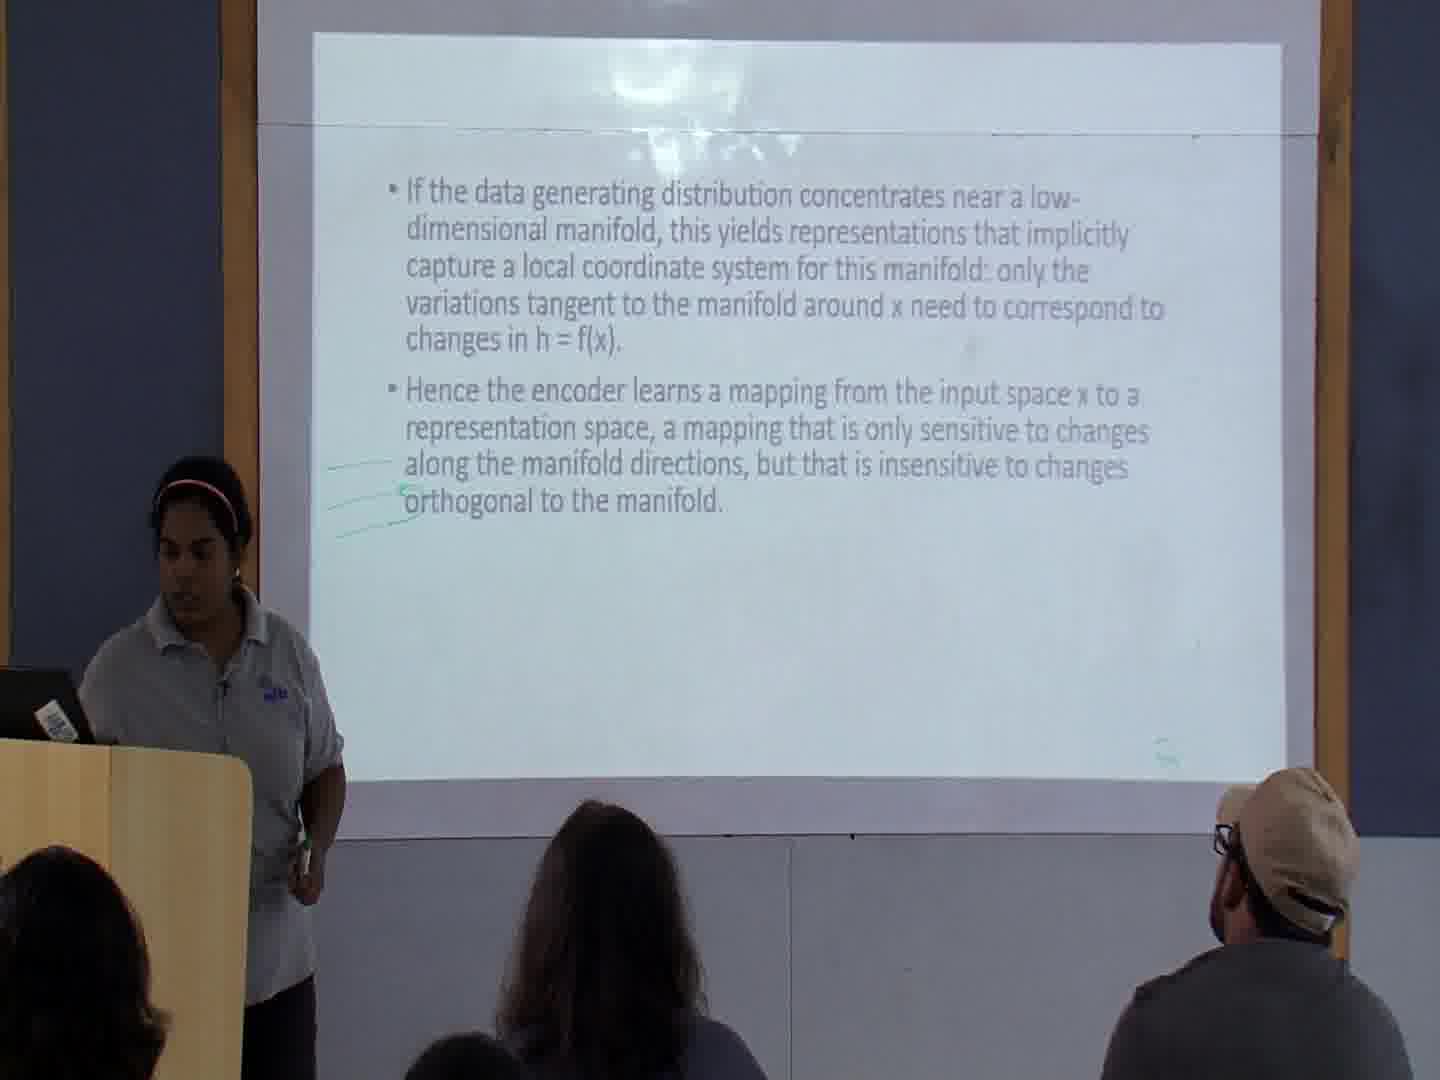 • If the data generating distribution concentrates near a low-
dimensional manifold, this yields representations that implicitly
capture a local coordinate system for this manifold: only the
variations tangent to the manifold around x need to correspond to
changes in h = f(x).
• Hence the encoder learns a mapping from the input space x to a
representation space, a mapping that is only sensitive to changes
along the manifold directions, but that is insensitive to changes
orthogonal to the manifold.